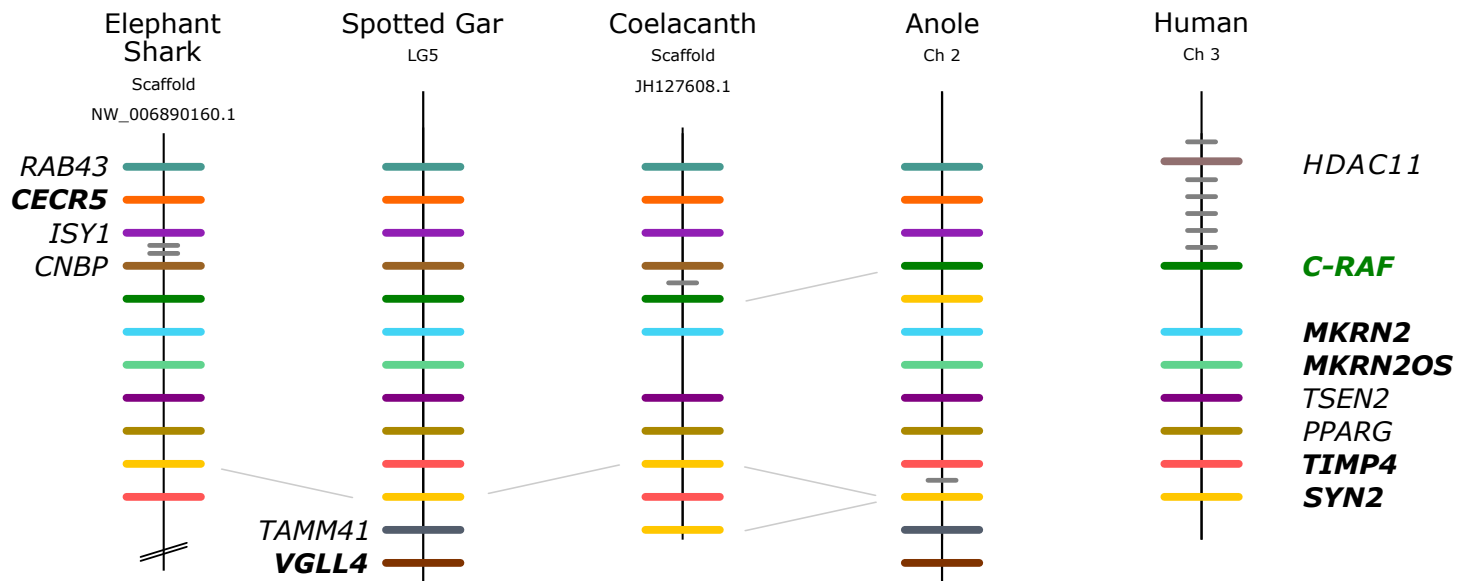 Elephant
Shark
Scaffold
NW_006890160.1
Spotted Gar
LG5
Coelacanth
Scaffold
JH127608.1
Anole
Ch 2
Human
Ch 3
RAB43
CECR5
ISY1
CNBP
TAMM41
VGLL4
HDAC11
C-RAF
MKRN2
MKRN2OS
TSEN2
PPARG
TIMP4
SYN2